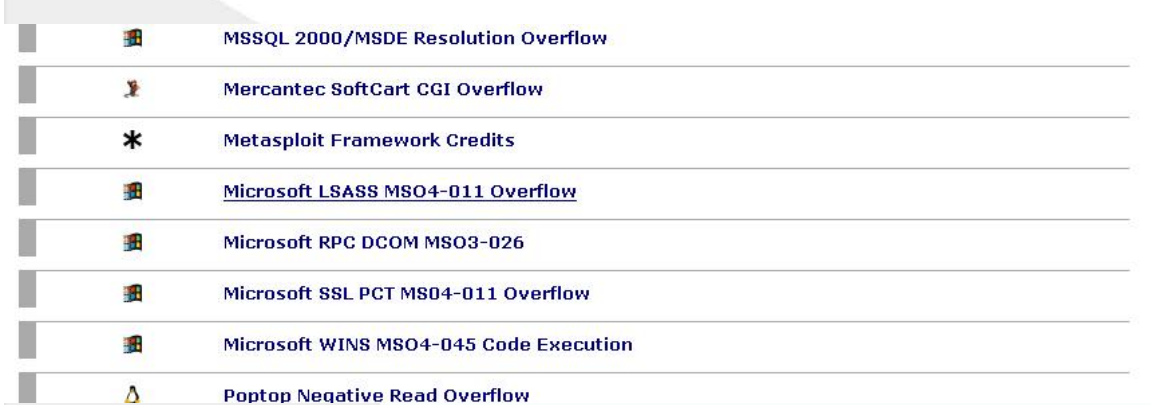 MSSQL 2000/MSDE Resolution Overflow
Mercantec SoftCart CGI Overflow
Metasploit Framework Credits
Microsoft LSASS MSO4-011 Overflow
Microsoft RPC DCOM MSO3-026
Microsoft SSL PCT MS04-011 Overflow
Microsoft WINS MSO4-045 Code Execution
Poptop Negative Read Overflow